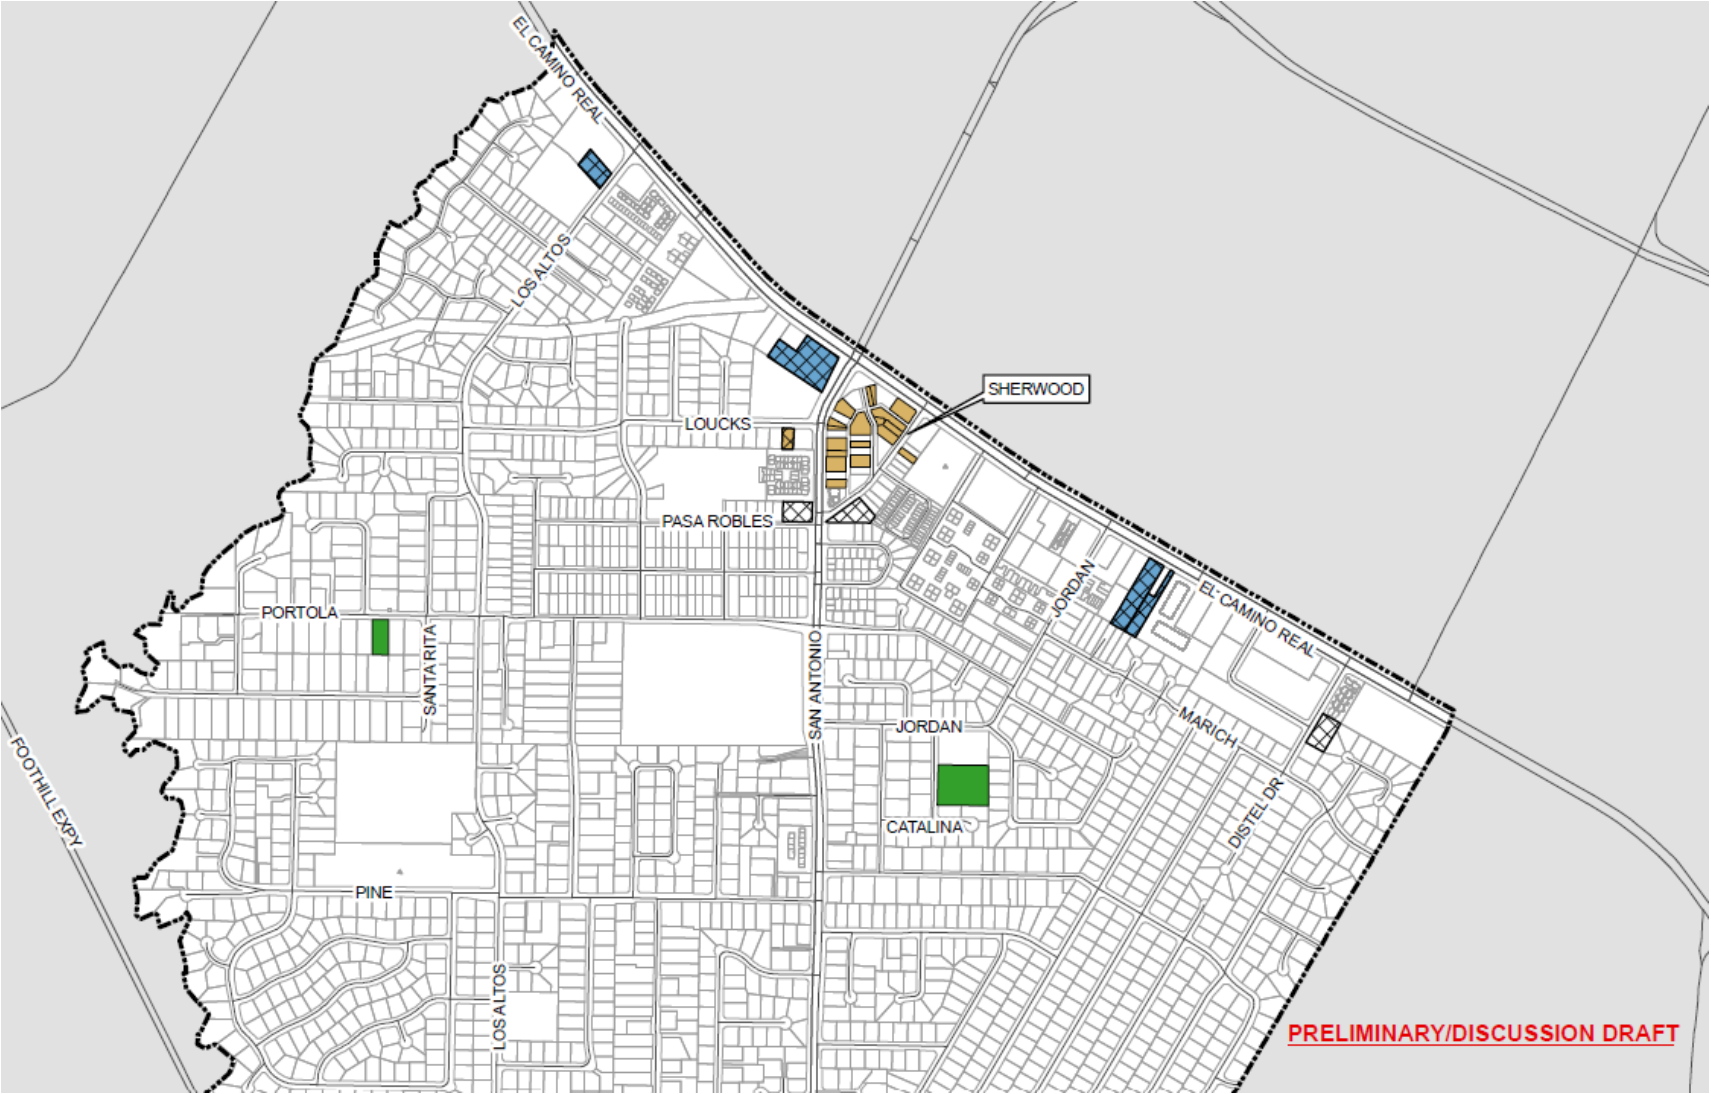 EL CAMINO REAL
LOS ALTOS
SHERWOOD
LOUCKS
PASA ROBLES
JORDAN
EL CAMINO REAL
PORTOLA
SANTA RITA
SAN ANTONIO
JORDAN
MARICH
FOOTHILL EXPY
DISTEL DR
CATALINA
PINE
LOS ALTOS
PRELIMINARY/DISCUSSION DRAFT